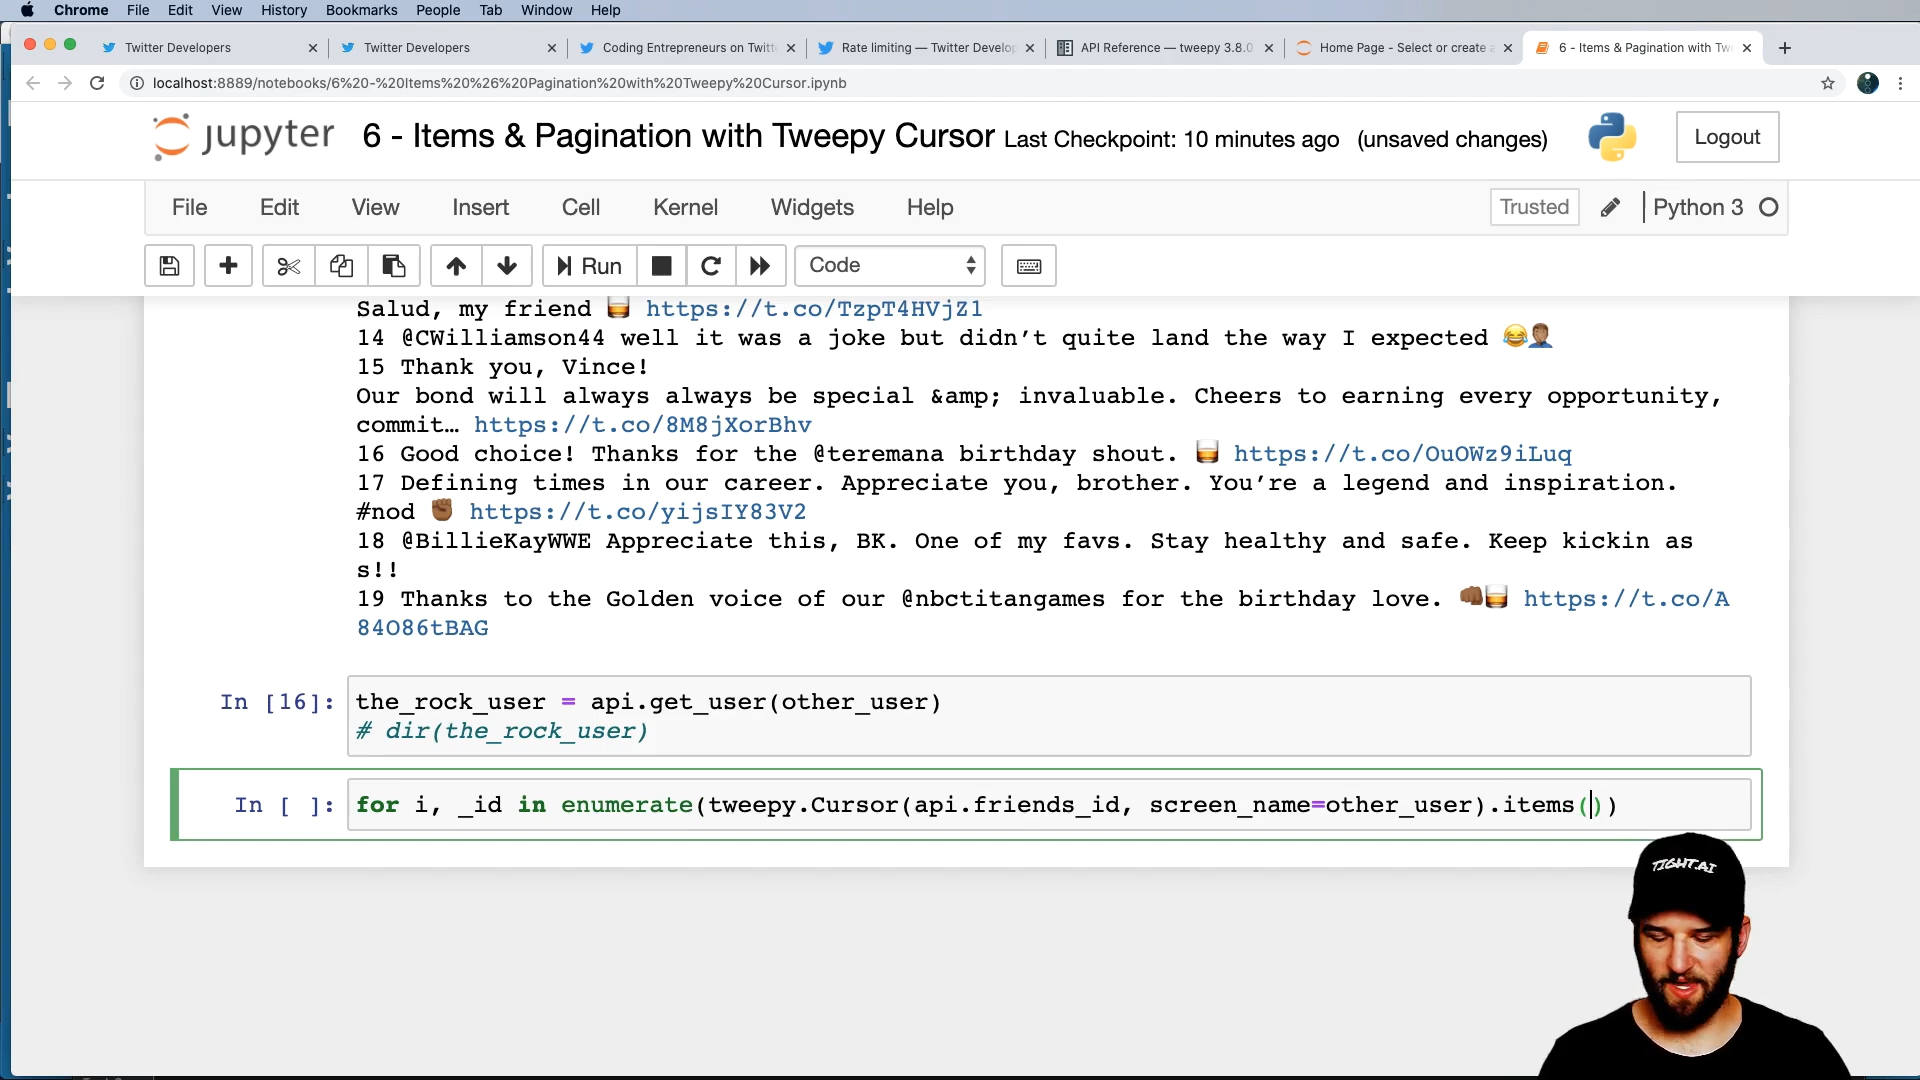 Chrome File Edit View History Bookmarks People Tab Window Help
Twitter Developers
Twitter Developers
Coding Entrepreneurs on Twitt
Rate limiting — Twitter Develop
API Reference — tweepy 3.8.0
Home Page - Select or create a
6 - Items & Pagination with Tw
localhost:8889/notebooks/6%20-%20Items%20%26%20Pagination%20with%20Tweepy%20Cursor.ipynb
jupyter 6 - Items & Pagination with Tweepy Cursor Last Checkpoint: 10 minutes ago (unsaved changes) Logout
File Edit View Insert Cell Kernel Widgets Help Trusted Python 3
Run Code
Salud, my friend 🥃 https://t.co/TzpT4HVjZ1
14 @CWilliamson44 well it was a joke but didn’t quite land the way I expected 😂🤦🏽‍♂️
15 Thank you, Vince!
Our bond will always always be special &amp; invaluable. Cheers to earning every opportunity,
commit… https://t.co/8M8jXorBhv
16 Good choice! Thanks for the @teremana birthday shout. 🥃 https://t.co/OuOWz9iLuq
17 Defining times in our career. Appreciate you, brother. You’re a legend and inspiration.
#nod ✊🏾 https://t.co/yijsIY83V2
18 @BillieKayWWE Appreciate this, BK. One of my favs. Stay healthy and safe. Keep kickin as
s!!
19 Thanks to the Golden voice of our @nbctitangames for the birthday love. 👊🏾🥃 https://t.co/A
84O86tBAG
In [16]: the_rock_user = api.get_user(other_user)
# dir(the_rock_user)
In [ ]: for i, _id in enumerate(tweepy.Cursor(api.friends_id, screen_name=other_user).items())
TIGHT.AI